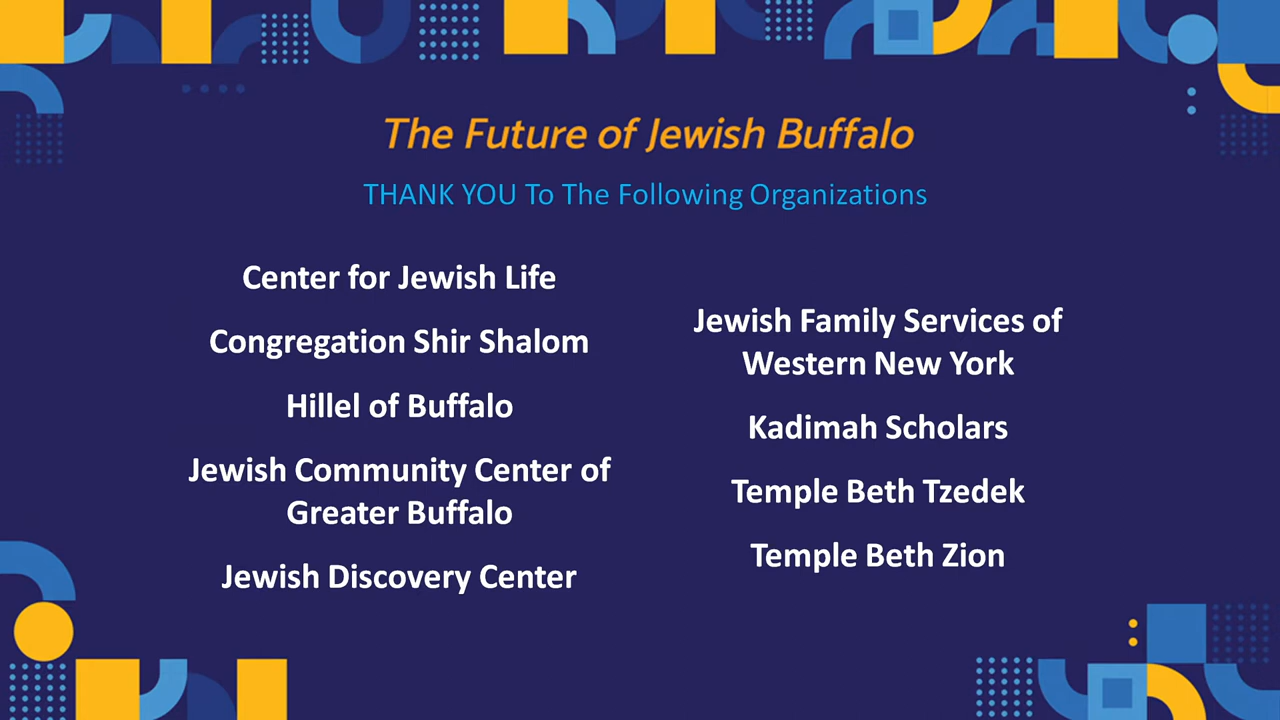 The Future of Jewish Buffalo
THANK YOU To The Following Organizations
Center for Jewish Life
Congregation Shir Shalom
Hillel of Buffalo
Jewish Community Center of
Greater Buffalo
Jewish Discovery Center
Jewish Family Services of
Western New York
Kadimah Scholars
Temple Beth Tzedek
Temple Beth Zion